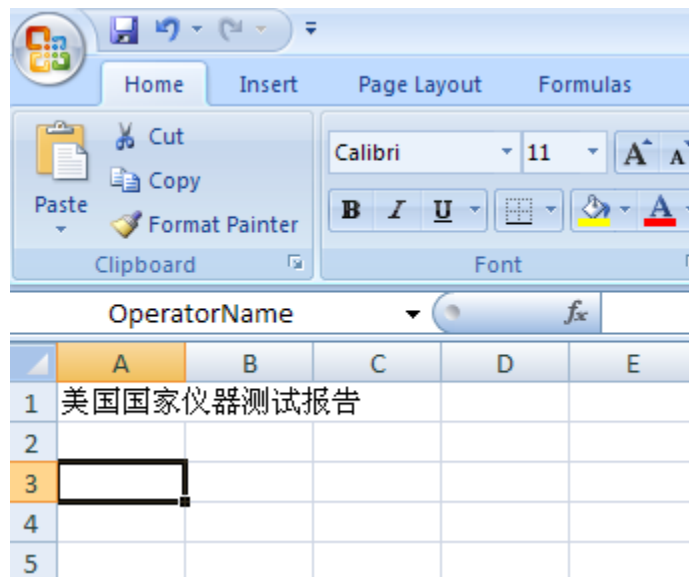 Home Insert Page Layout Formulas
Cut
Calibri 11 A A
Copy
Paste
Format Painter
B I U A
Clipboard Font
OperatorName fx
A B C D E
1 美国国家仪器测试报告
2
3
4
5